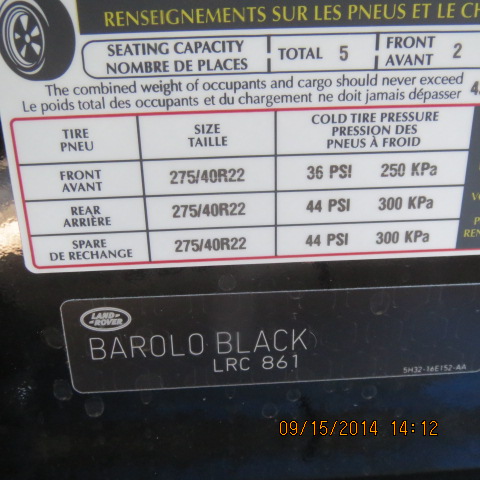 RENSEIGNEMENTS SUR LES PNEUS ET LE
SEATING CAPACITY
NOMBRE DE PLACES
TOTAL 5
FRONT
AVANT
2
The combined weight of occupants and cargo should never exceed
Le poids total des occupants et du chargement ne doit jamais dépasser
TIRE
PNEU
SIZE
TAILLE
COLD TIRE PRESSURE
PRESSION DES
PNEUS À FROID
FRONT
AVANT
275/40R22
36 PSI 250 KPa
REAR
ARRIÈRE
275/40R22
44 PSI 300 KPa
SPARE
DE RECHANGE
275/40R22
44 PSI 300 KPa
LAND-
ROVER
BAROLO BLACK
LRC 861
5H32-16E152-AA
09/15/2014 14:12